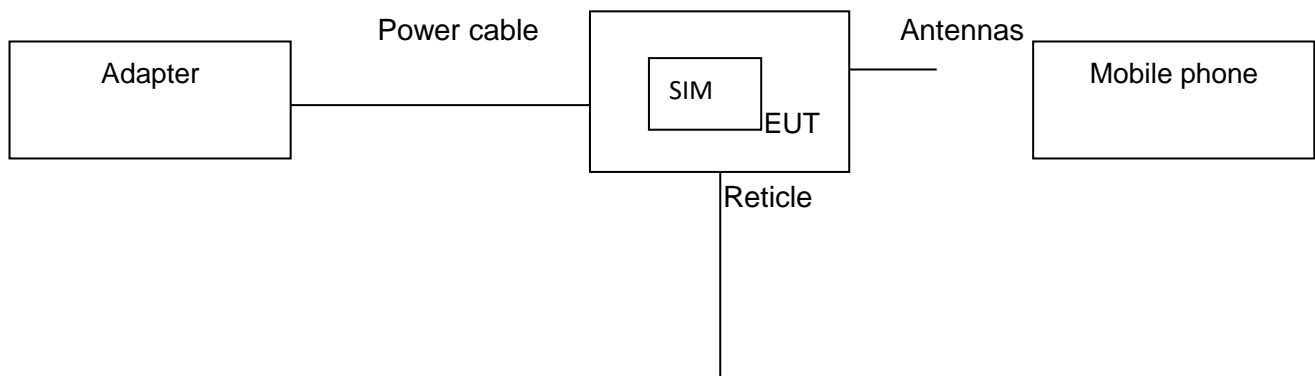 Power cable
Antennas
Adapter
Mobile phone
SIM
EUT
Reticle